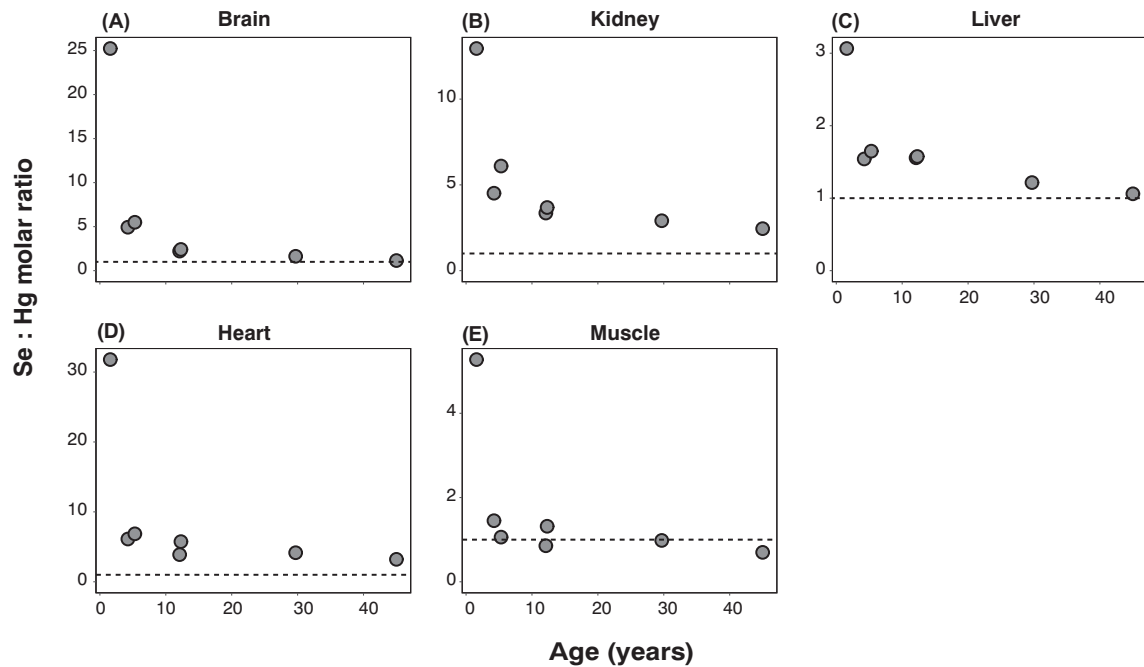 (A) Brain
25
20
15
10
5
0
(B) Kidney
10
5
0
(C) Liver
3
2
1
0
0 10 20 30 40
(D) Heart
30
20
10
0
0 10 20 30 40
(E) Muscle
4
2
0
0 10 20 30 40
Se : Hg molar ratio
Age (years)